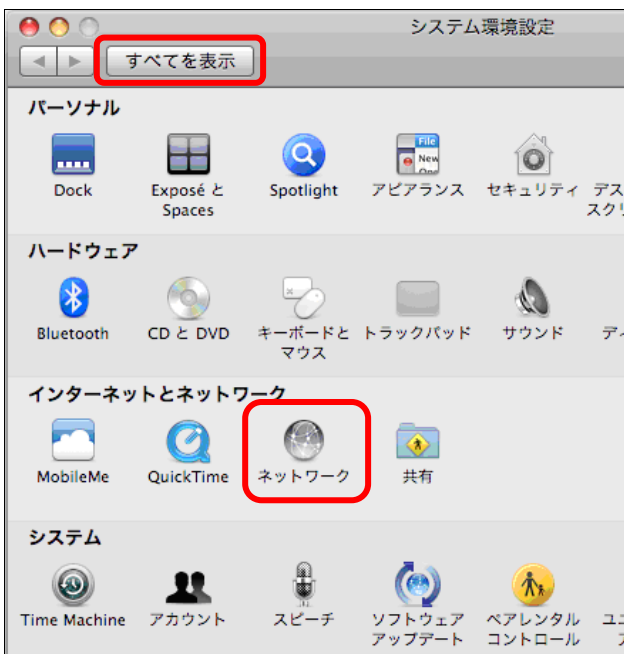 システム環境設定
すべてを表示
パーソナル
Dock
Exposé と
Spaces
Spotlight
File
New
アピアランス
セキュリティ
デス
スクリ
ハードウェア
Bluetooth
CD と DVD
キーボードと
マウス
トラックパッド
サウンド
ディ
インターネットとネットワーク
MobileMe
QuickTime
ネットワーク
共有
システム
Time Machine
アカウント
スピーチ
ソフトウェア
アップデート
ペアレンタル
コントロール
ユニ